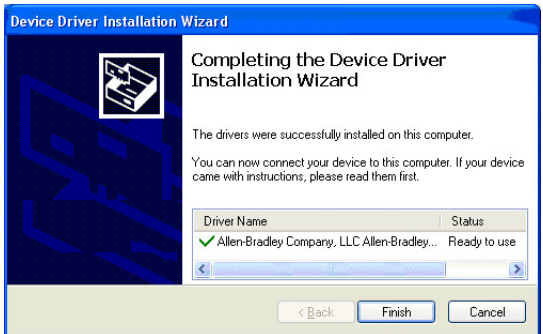 Device Driver Installation Wizard
Completing the Device Driver
Installation Wizard
The drivers were successfully installed on this computer.
You can now connect your device to this computer. If your device
came with instructions, please read them first.
Driver Name Status
Allen-Bradley Company, LLC Allen-Bradley... Ready to use
< Back Finish Cancel